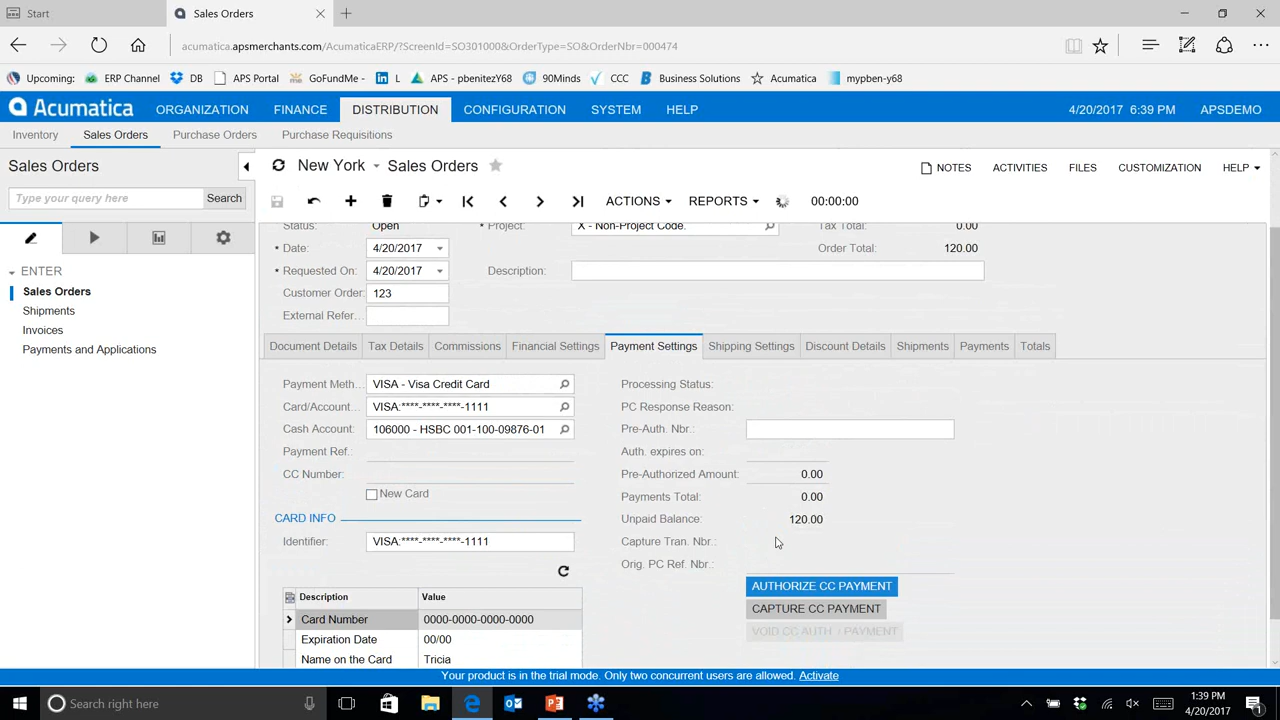 Start
Sales Orders
acumatica.apsmerchants.com/AcumaticaERP/?ScreenId=SO301000&OrderType=SO&OrderNbr=000474
Upcoming: ERP Channel DB APS Portal GoFundMe - L APS - pbenitezY68 90Minds CCC Business Solutions Acumatica mypben-y68
Acumatica ORGANIZATION FINANCE DISTRIBUTION CONFIGURATION SYSTEM HELP 4/20/2017 6:39 PM APSDEMO
Inventory Sales Orders Purchase Orders Purchase Requisitions
Sales Orders
New York Sales Orders NOTES ACTIVITIES FILES CUSTOMIZATION HELP
Type your query here Search
ACTIONS REPORTS 00:00:00
ENTER
Sales Orders
Shipments
Invoices
Payments and Applications
Status: Open * Project: X - Non-Project Code. Tax Total: 0.00
* Date: 4/20/2017 Order Total: 120.00
* Requested On: 4/20/2017 Description:
Customer Order: 123
External Refer...
Document Details Tax Details Commissions Financial Settings Payment Settings Shipping Settings Discount Details Shipments Payments Totals
Payment Meth... VISA - Visa Credit Card Processing Status:
Card/Account... VISA:****-****-****-1111 PC Response Reason:
Cash Account: 106000 - HSBC 001-100-09876-01 Pre-Auth. Nbr.:
Payment Ref.: Auth. expires on:
CC Number: Pre-Authorized Amount: 0.00
New Card Payments Total: 0.00
CARD INFO Unpaid Balance: 120.00
Identifier: VISA:****-****-****-1111 Capture Tran. Nbr.:
Orig. PC Ref. Nbr.:
AUTHORIZE CC PAYMENT
CAPTURE CC PAYMENT
VOID CC AUTH. / PAYMENT
Description Value
Card Number 0000-0000-0000-0000
Expiration Date 00/00
Name on the Card Tricia
Your product is in the trial mode. Only two concurrent users are allowed. Activate
Search right here
1:39 PM
4/20/2017